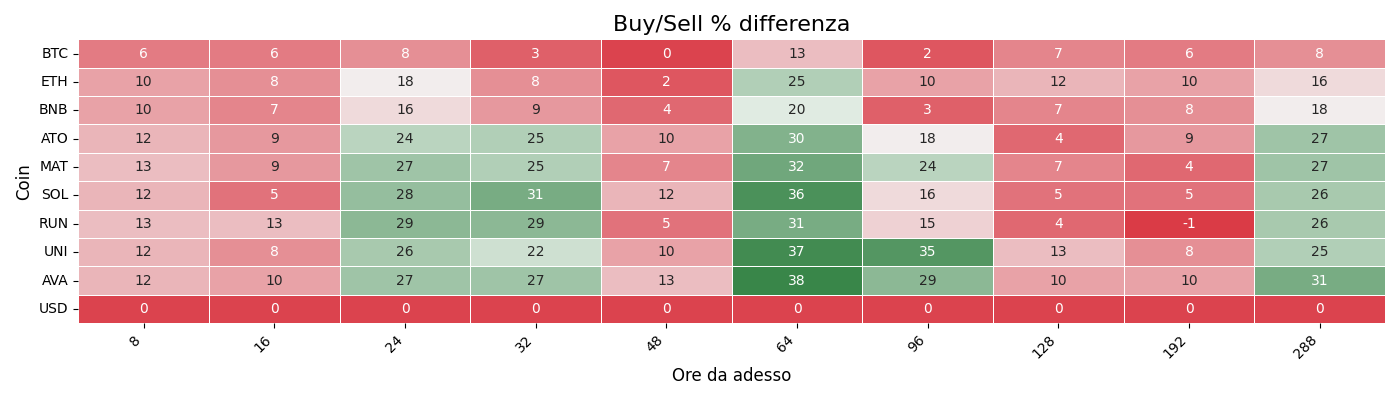 Buy/Sell % differenza
Coin
BTC 6 6 8 3 0 13 2 7 6 8
ETH 10 8 18 8 2 25 10 12 10 16
BNB 10 7 16 9 4 20 3 7 8 18
ATO 12 9 24 25 10 30 18 4 9 27
MAT 13 9 27 25 7 32 24 7 4 27
SOL 12 5 28 31 12 36 16 5 5 26
RUN 13 13 29 29 5 31 15 4 -1 26
UNI 12 8 26 22 10 37 35 13 8 25
AVA 12 10 27 27 13 38 29 10 10 31
USD 0 0 0 0 0 0 0 0 0 0
8 16 24 32 48 64 96 128 192 288
Ore da adesso